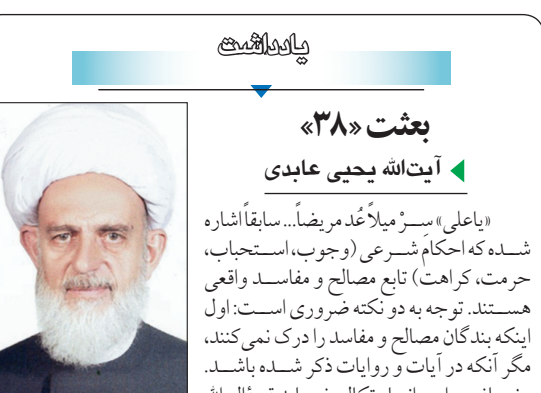 یادداشت
بعثت «۳۸»
آیت‌الله یحیی عابدی
«یاعلی» سِرْ میلاً عُد مریضاً... سابقاً اشاره
شده که احکام شرعی (وجوب، استحباب،
حرمت، کراهت) تابع مصالح و مفاسد واقعی
هستند. توجه به دو نکته ضروری است: اول
اینکه بندگان مصالح و مفاسد را درک نمی‌کنند،
مگر آنکه در آیات و روایات ذکر شده باشد.